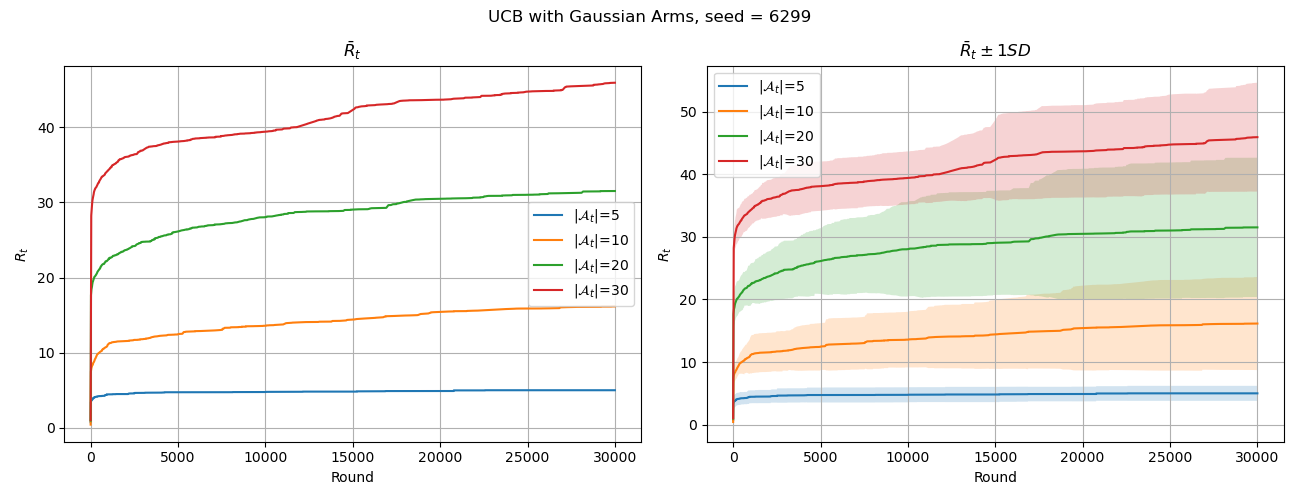 UCB with Gaussian Arms, seed = 6299
R̄ₜ
40
30
20
10
0
Rₜ
|𝒜ₜ|=5
|𝒜ₜ|=10
|𝒜ₜ|=20
|𝒜ₜ|=30
0 5000 10000 15000 20000 25000 30000
Round
R̄ₜ ± 1SD
50
40
30
20
10
0
Rₜ
|𝒜ₜ|=5
|𝒜ₜ|=10
|𝒜ₜ|=20
|𝒜ₜ|=30
0 5000 10000 15000 20000 25000 30000
Round